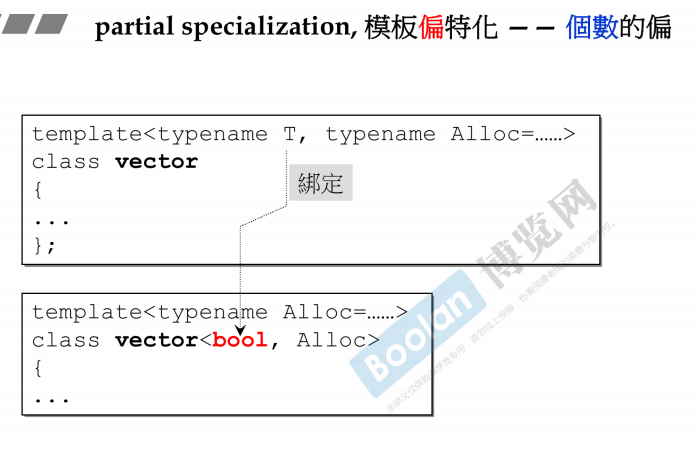 partial specialization, 模板偏特化 —— 個數的偏
template<typename T, typename Alloc=……>
class vector
{
綁定
...
};
template<typename Alloc=……>
class vector<bool, Alloc>
{
...
Boolan 博览网